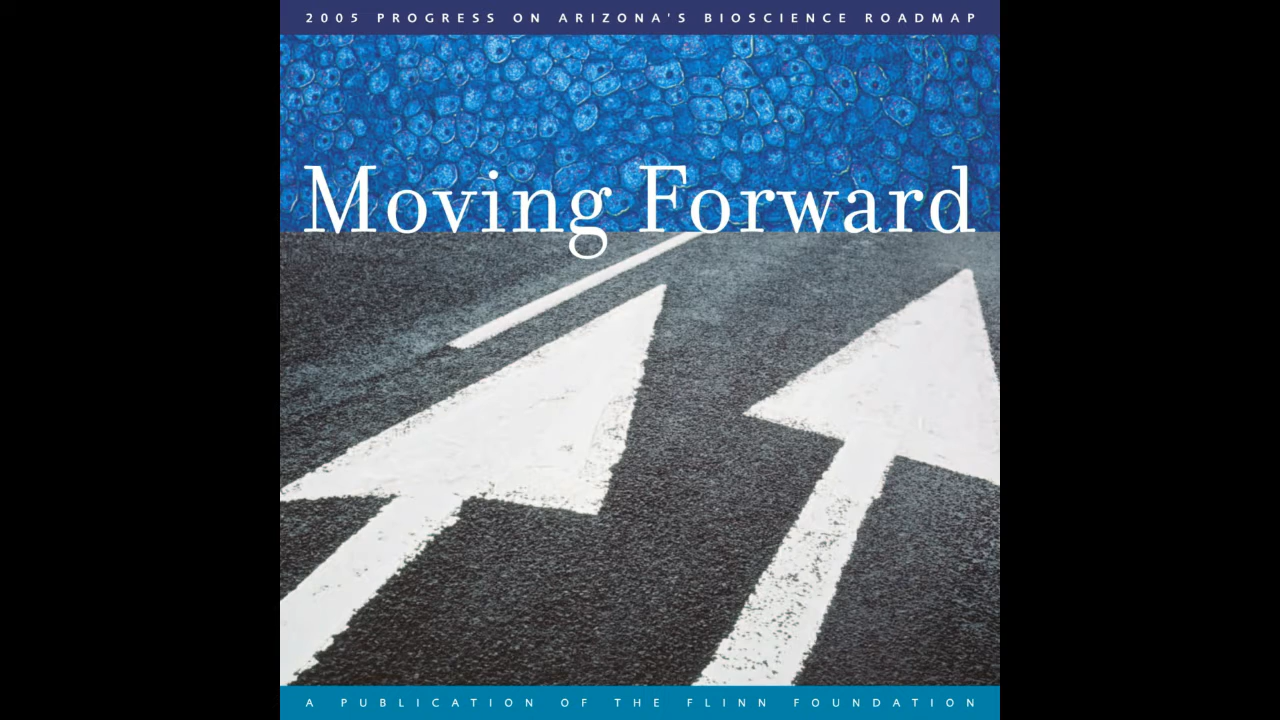 2005 PROGRESS ON ARIZONA'S BIOSCIENCE ROADMAP
Moving Forward
A PUBLICATION OF THE FLINN FOUNDATION